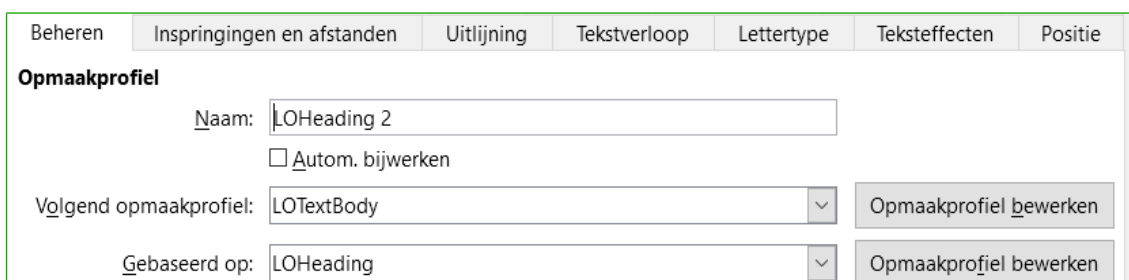 Beheren Inspringingen en afstanden Uitlijning Tekstverloop Lettertype Teksteffecten Positie
Opmaakprofiel
Naam: LOHeading 2
Autom. bijwerken
Volgend opmaakprofiel: LOTextBody Opmaakprofiel bewerken
Gebaseerd op: LOHeading Opmaakprofiel bewerken